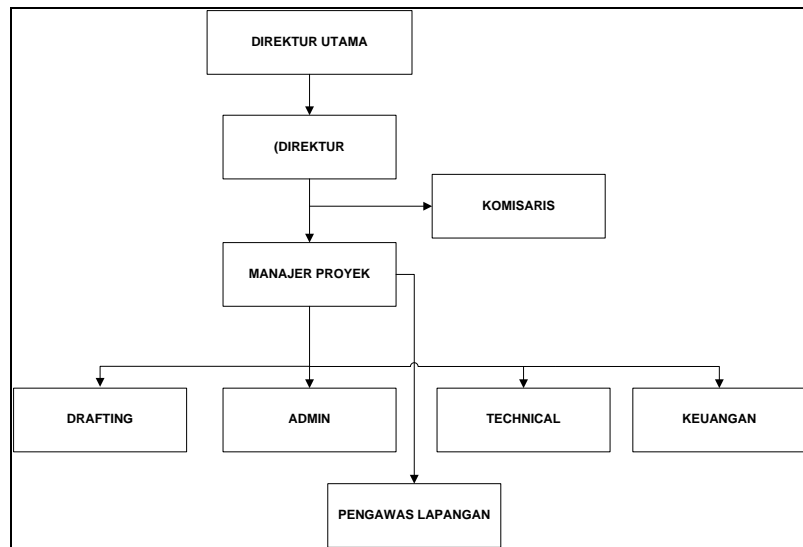 DIREKTUR UTAMA
(DIREKTUR
KOMISARIS
MANAJER PROYEK
DRAFTING
ADMIN
TECHNICAL
KEUANGAN
PENGAWAS LAPANGAN